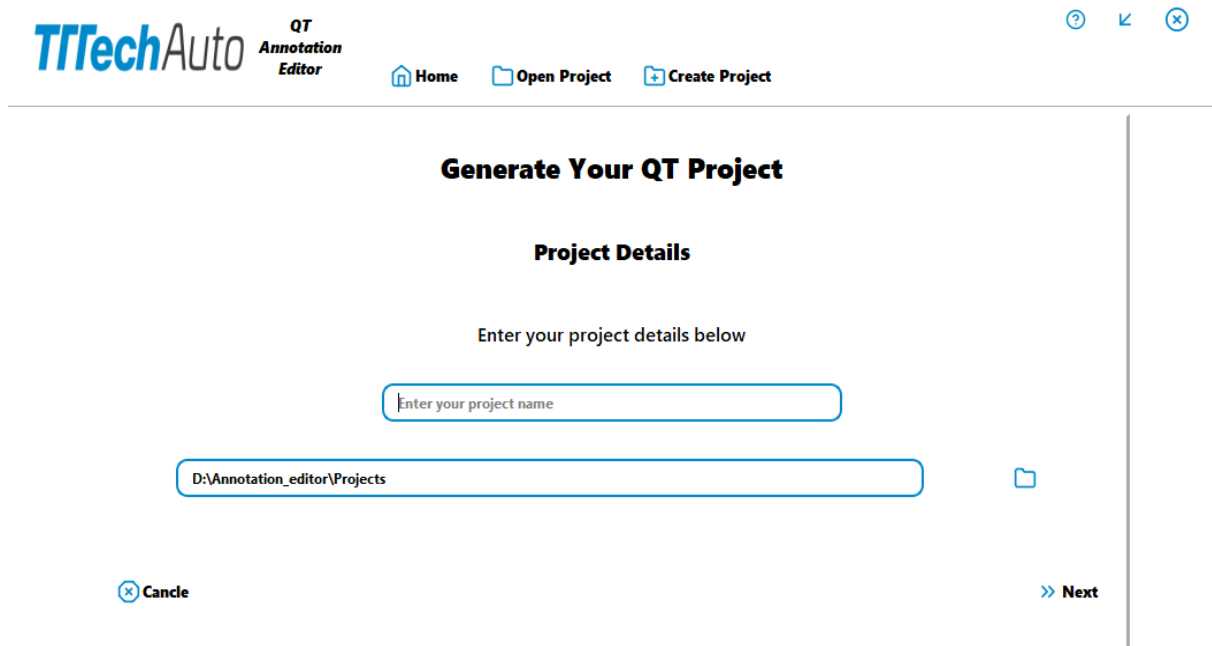 TTTechAuto
QT
Annotation
Editor
Home
Open Project
Create Project
Generate Your QT Project
Project Details
Enter your project details below
Enter your project name
D:\Annotation_editor\Projects
Cancle
Next